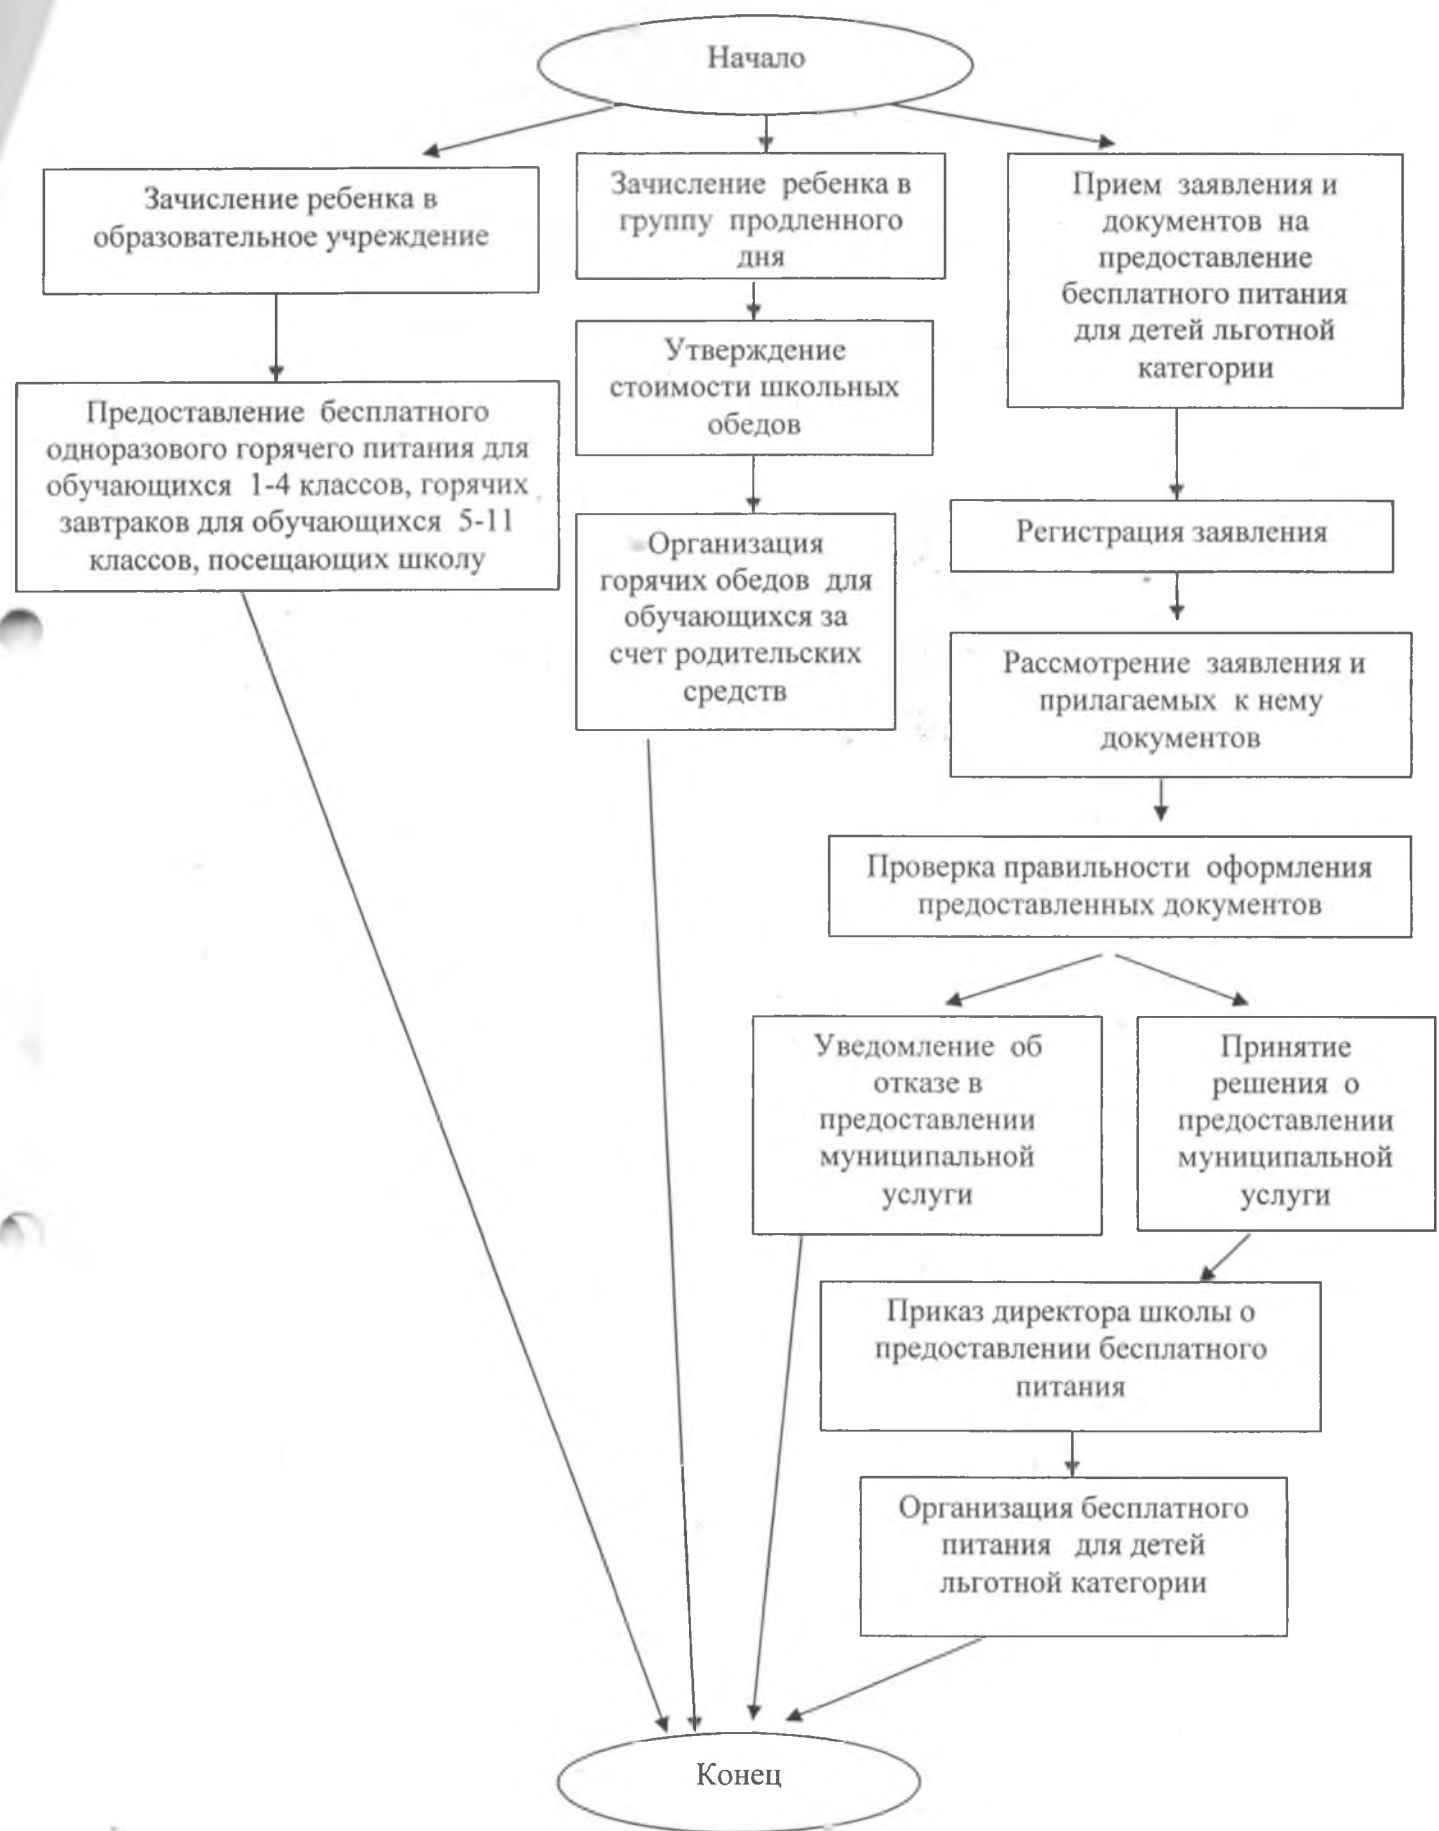 Начало
Зачисление ребенка в
образовательное учреждение
Зачисление ребенка в
группу продленного
дня
Прием заявления и
документов на
предоставление
бесплатного питания
для детей льготной
категории
Предоставление бесплатного
одноразового горячего питания для
обучающихся 1-4 классов, горячих
завтраков для обучающихся 5-11
классов, посещающих школу
Утверждение
стоимости школьных
обедов
Организация
горячих обедов для
обучающихся за
счет родительских
средств
Регистрация заявления
Рассмотрение заявления и
прилагаемых к нему
документов
Проверка правильности оформления
предоставленных документов
Уведомление об
отказе в
предоставлении
муниципальной
услуги
Принятие
решения о
предоставлении
муниципальной
услуги
Приказ директора школы о
предоставлении бесплатного
питания
Организация бесплатного
питания для детей
льготной категории
Конец